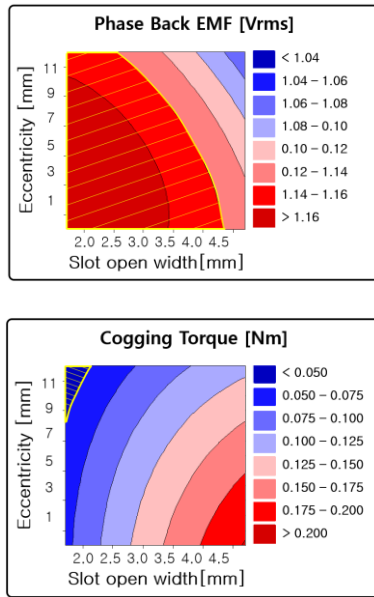 Phase Back EMF [Vrms]
Eccentricity [mm]
11
9
7
5
3
1
2.0 2.5 3.0 3.5 4.0 4.5
Slot open width[mm]
< 1.04
1.04 – 1.06
1.06 – 1.08
1.08 – 0.10
0.10 – 0.12
0.12 – 1.14
1.14 – 1.16
> 1.16
Cogging Torque [Nm]
Eccentricity [mm]
11
9
7
5
3
1
2.0 2.5 3.0 3.5 4.0 4.5
Slot open width[mm]
< 0.050
0.050 – 0.075
0.075 – 0.100
0.100 – 0.125
0.125 – 0.150
0.150 – 0.175
0.175 – 0.200
> 0.200